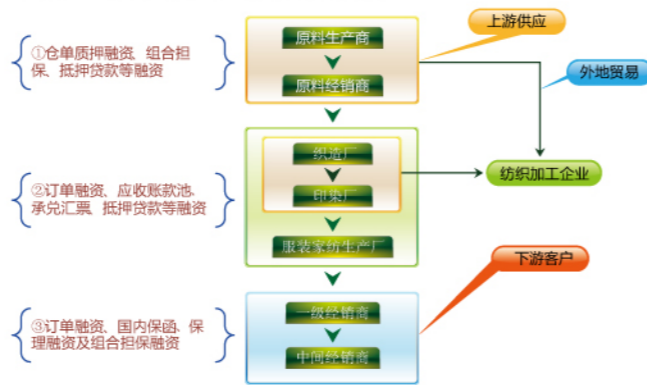 ①仓单质押融资、组合担
保、抵押贷款等融资
原料生产商
原料经销商
上游供应
外地贸易
②订单融资、应收账款池、
承兑汇票、抵押贷款等融资
织造厂
印染厂
服装家纺生产厂
纺织加工企业
下游客户
③订单融资、国内保函、保
理融资及组合担保融资
一级经销商
中间经销商